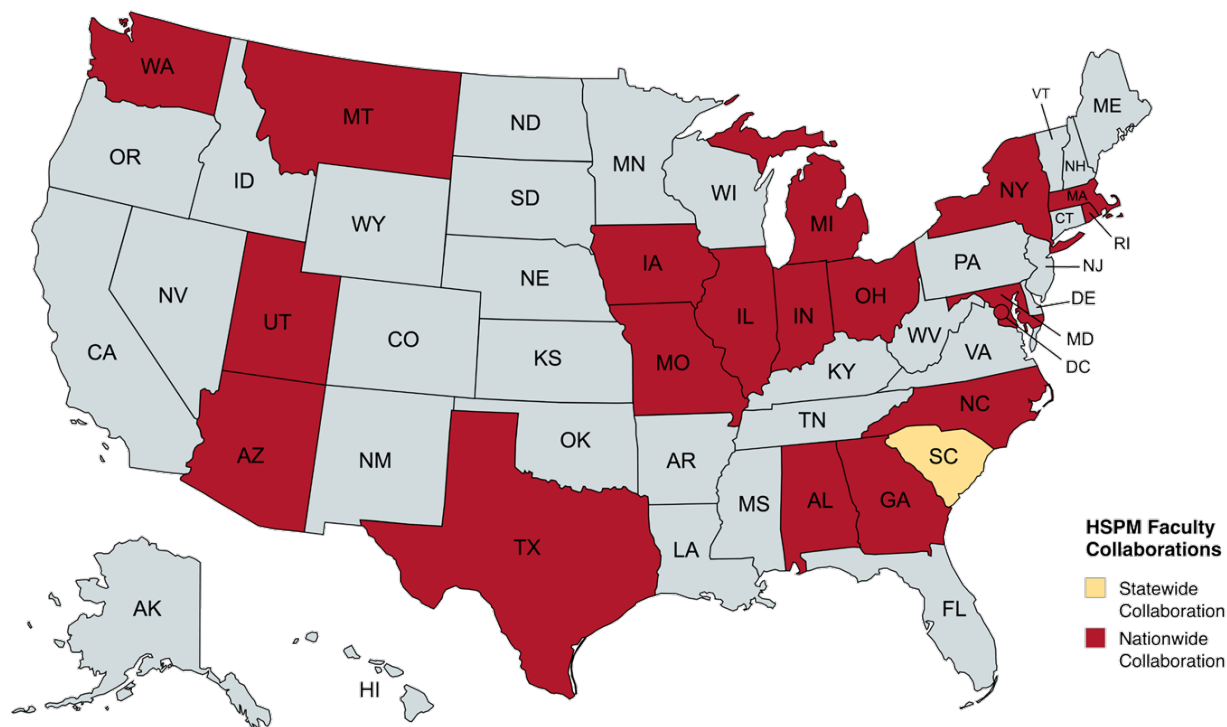 WA
MT
ND
MN
VT
ME
OR
ID
SD
WI
NH
NY
MA
CT
RI
WY
MI
IA
NE
PA
NJ
NV
UT
CO
IL
IN
OH
DE
MD
DC
WV
VA
CA
KS
MO
KY
NC
TN
AZ
NM
OK
AR
SC
MS
AL
GA
TX
LA
HSPM Faculty
Collaborations
Statewide
Collaboration
Nationwide
Collaboration
FL
AK
HI